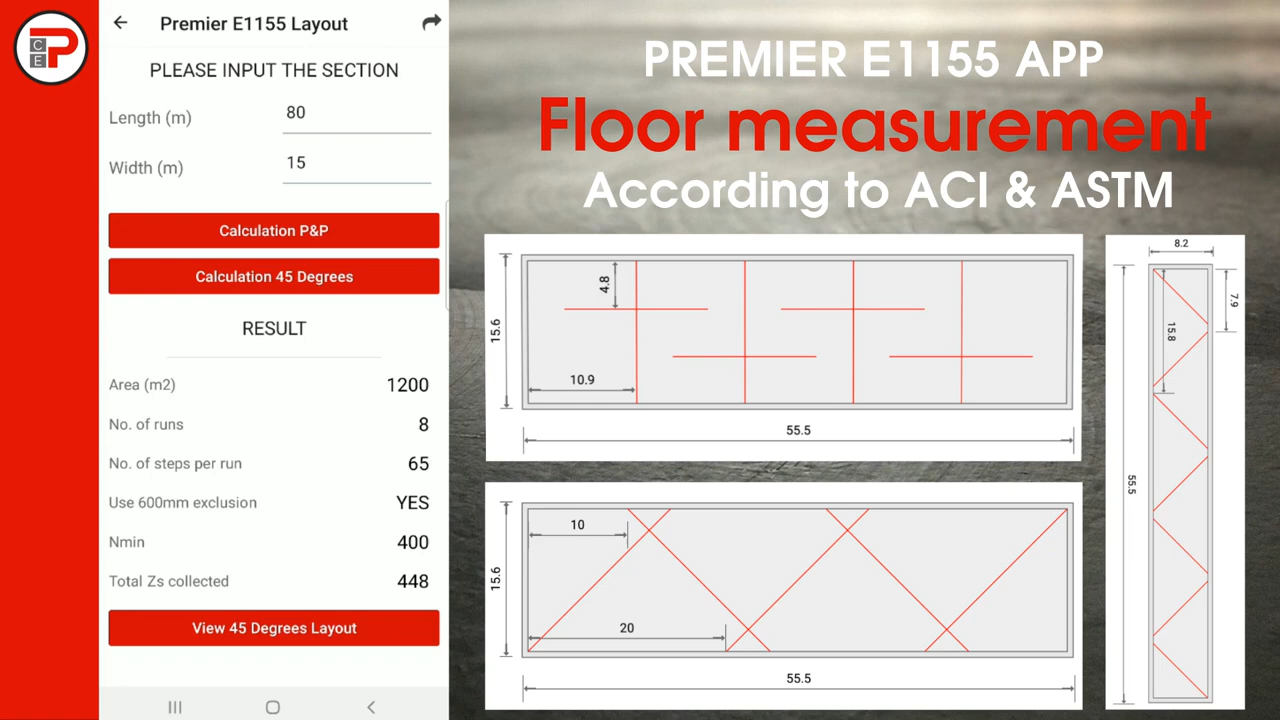 C
E
P
Premier E1155 Layout
PLEASE INPUT THE SECTION
Length (m) 80
Width (m) 15
Calculation P&P
Calculation 45 Degrees
RESULT
Area (m2) 1200
No. of runs 8
No. of steps per run 65
Use 600mm exclusion YES
Nmin 400
Total Zs collected 448
View 45 Degrees Layout
PREMIER E1155 APP
Floor measurement
According to ACI & ASTM
4.8
15.6
10.9
55.5
10
15.6
20
55.5
8.2
7.9
15.8
55.5